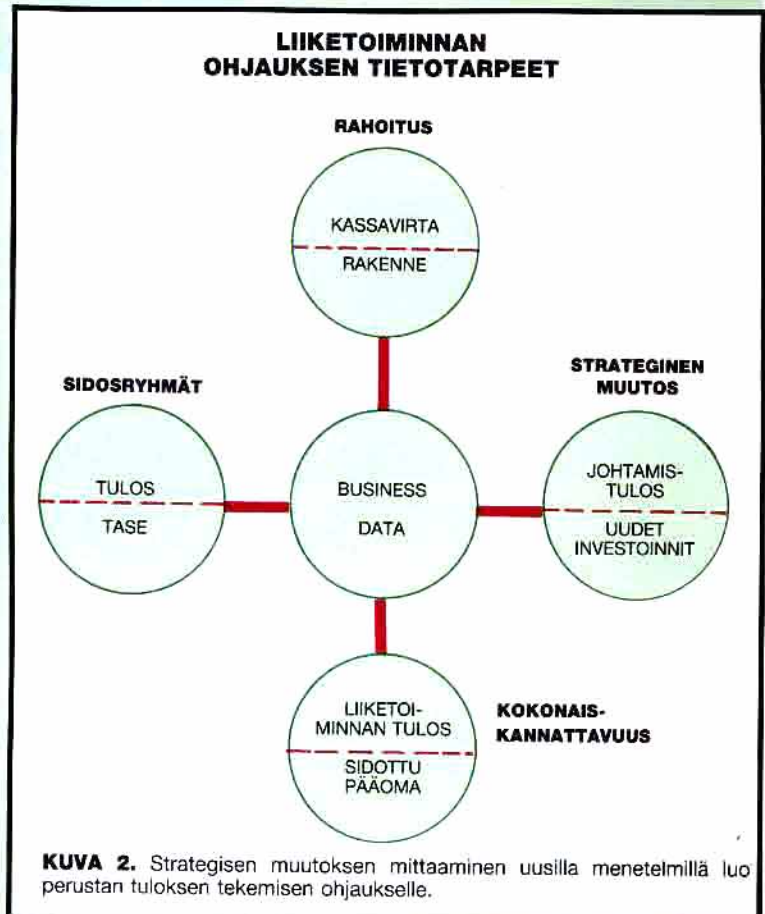 LIIKETOIMINNAN
OHJAUKSEN TIETOTARPEET
RAHOITUS
KASSAVIRTA
RAKENNE
SIDOSRYHMÄT
TULOS
TASE
BUSINESS
DATA
STRATEGINEN
MUUTOS
JOHTAMIS-
TULOS
UUDET
INVESTOINNIT
LIIKETOI-
MINNAN TULOS
SIDOTTU
PÄÄOMA
KOKONAIS-
KANNATTAVUUS
KUVA 2. Strategisen muutoksen mittaaminen uusilla menetelmillä luo
perustan tuloksen tekemisen ohjaukselle.